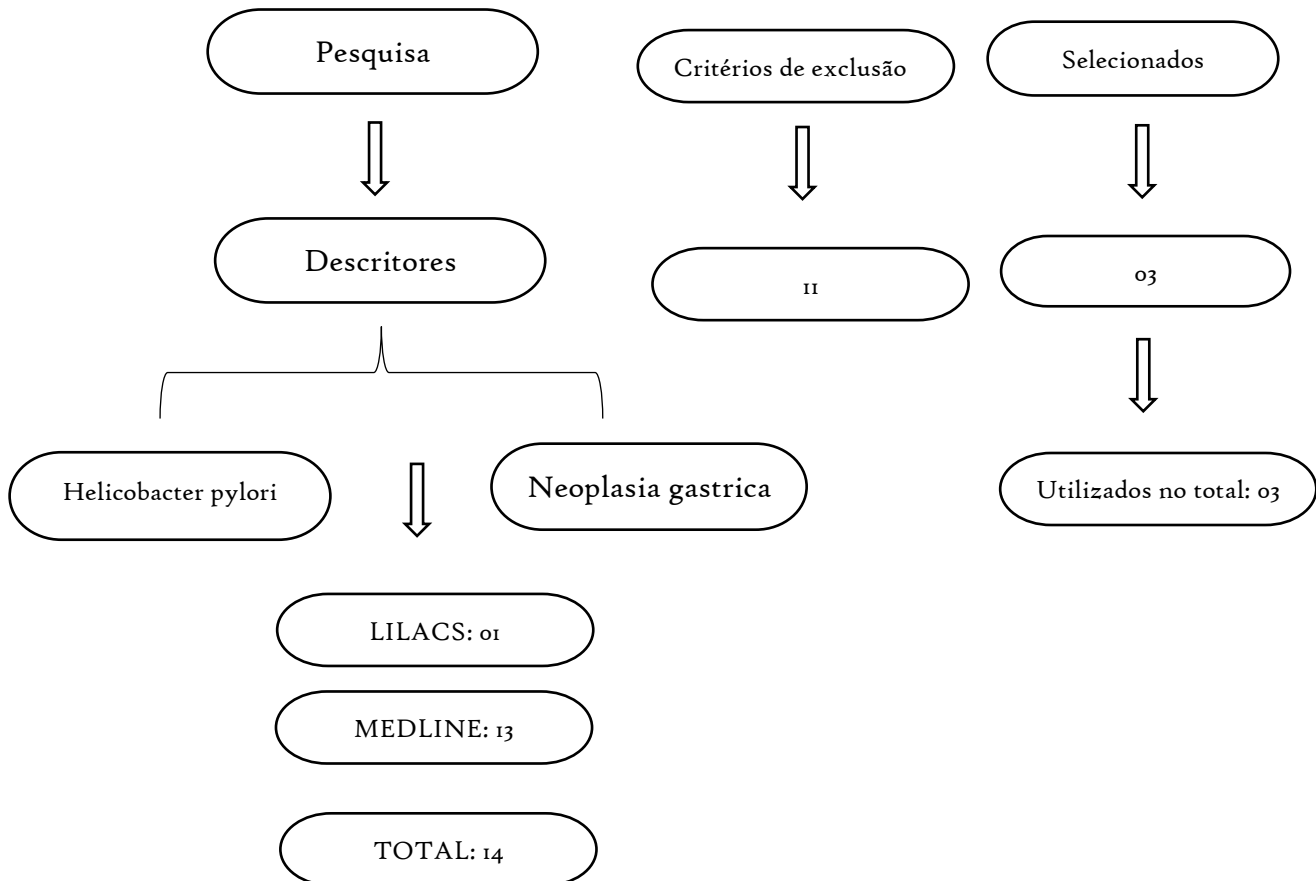 Pesquisa
Descritores
Helicobacter pylori
Neoplasia gastrica
LILACS: 01
MEDLINE: 13
TOTAL: 14
Critérios de exclusão
11
Selecionados
03
Utilizados no total: 03